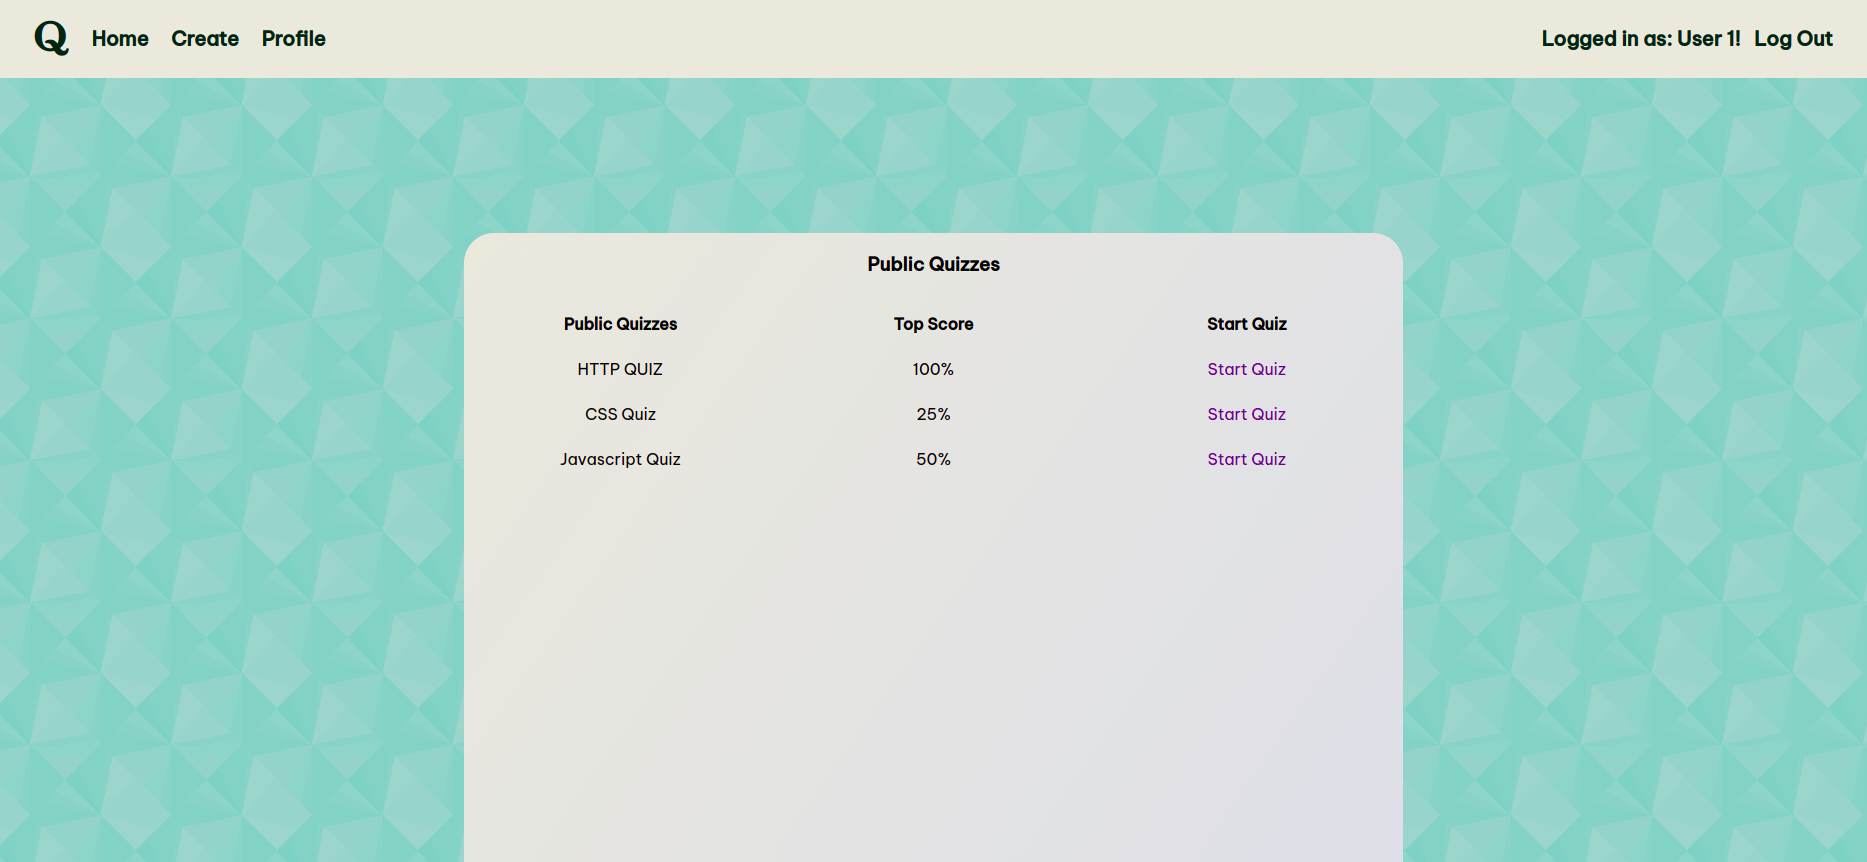 Q Home Create Profile Logged in as: User 1! Log Out
Public Quizzes
Public Quizzes Top Score Start Quiz
HTTP QUIZ 100% Start Quiz
CSS Quiz 25% Start Quiz
Javascript Quiz 50% Start Quiz